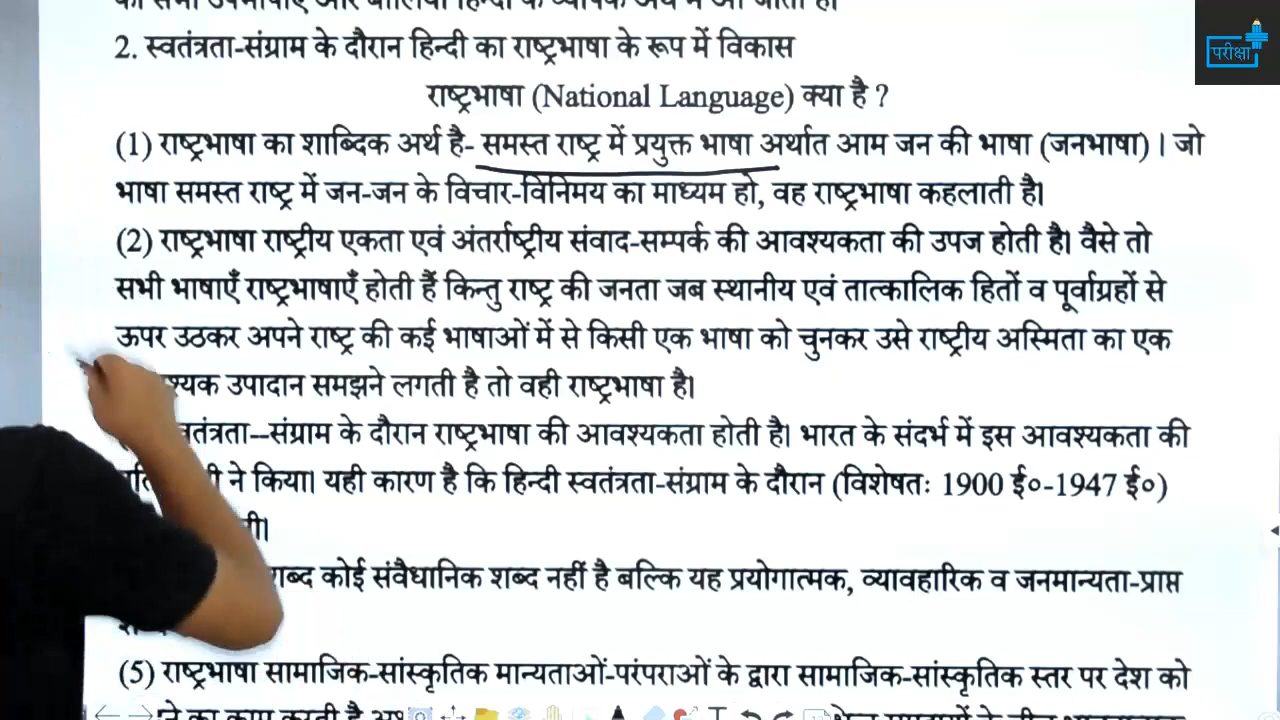 2. स्वतंत्रता-संग्राम के दौरान हिन्दी का राष्ट्रभाषा के रूप में विकास
परीक्षा
राष्ट्रभाषा (National Language) क्या है ?
(1) राष्ट्रभाषा का शाब्दिक अर्थ है- समस्त राष्ट्र में प्रयुक्त भाषा अर्थात आम जन की भाषा (जनभाषा) । जो
भाषा समस्त राष्ट्र में जन-जन के विचार-विनिमय का माध्यम हो, वह राष्ट्रभाषा कहलाती है।
(2) राष्ट्रभाषा राष्ट्रीय एकता एवं अंतर्राष्ट्रीय संवाद-सम्पर्क की आवश्यकता की उपज होती है। वैसे तो
सभी भाषाएँ राष्ट्रभाषाएँ होती हैं किन्तु राष्ट्र की जनता जब स्थानीय एवं तात्कालिक हितों व पूर्वाग्रहों से
ऊपर उठकर अपने राष्ट्र की कई भाषाओं में से किसी एक भाषा को चुनकर उसे राष्ट्रीय अस्मिता का एक
उपादान समझने लगती है तो वही राष्ट्रभाषा है।
--संग्राम के दौरान राष्ट्रभाषा की आवश्यकता होती है। भारत के संदर्भ में इस आवश्यकता की
ने किया। यही कारण है कि हिन्दी स्वतंत्रता-संग्राम के दौरान (विशेषतः 1900 ई०-1947 ई०)
शब्द कोई संवैधानिक शब्द नहीं है बल्कि यह प्रयोगात्मक, व्यावहारिक व जनमान्यता-प्राप्त
(5) राष्ट्रभाषा सामाजिक-सांस्कृतिक मान्यताओं-परंपराओं के द्वारा सामाजिक-सांस्कृतिक स्तर पर देश को
का काम करती है